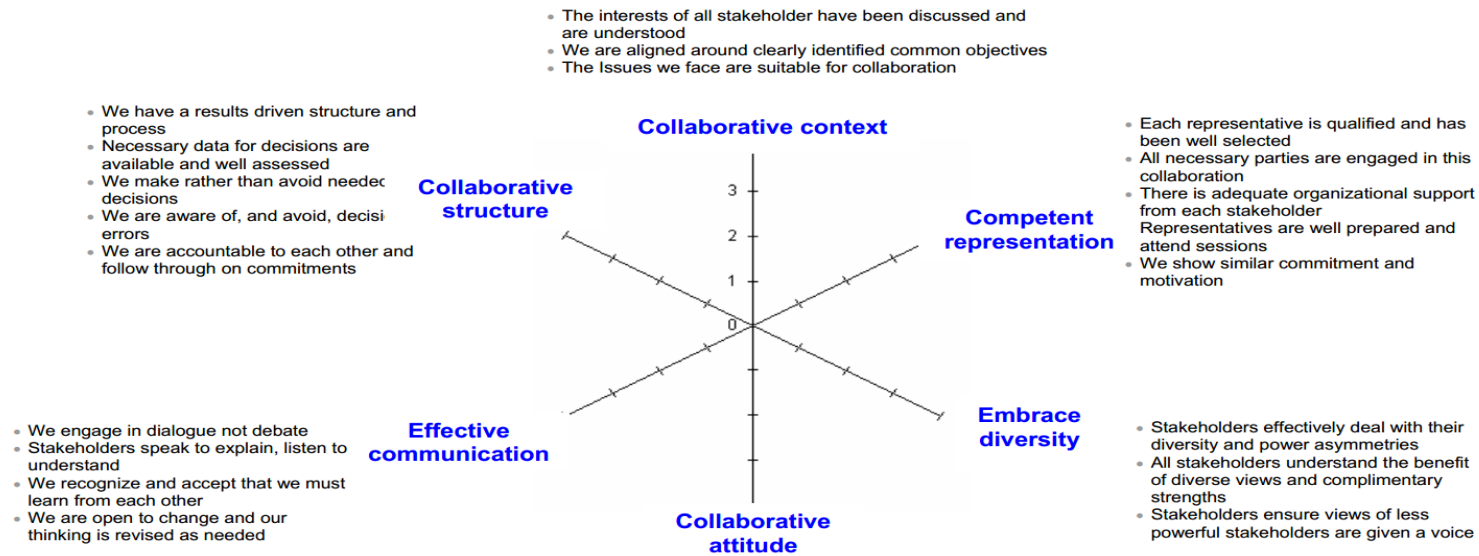 The interests of all stakeholder have been discussed and
are understood
We are aligned around clearly identified common objectives
The Issues we face are suitable for collaboration
We have a results driven structure and
process
Necessary data for decisions are
available and well assessed
We make rather than avoid needed
decisions
We are aware of, and avoid, decisi
errors
We are accountable to each other and
follow through on commitments
Collaborative context
Collaborative
structure
Competent
representation
Each representative is qualified and has
been well selected
All necessary parties are engaged in this
collaboration
There is adequate organizational support
from each stakeholder
Representatives are well prepared and
attend sessions
We show similar commitment and
motivation
3
2
1
0
We engage in dialogue not debate
Stakeholders speak to explain, listen to
understand
We recognize and accept that we must
learn from each other
We are open to change and our
thinking is revised as needed
Effective
communication
Collaborative
attitude
Embrace
diversity
Stakeholders effectively deal with their
diversity and power asymmetries
All stakeholders understand the benefit
of diverse views and complimentary
strengths
Stakeholders ensure views of less
powerful stakeholders are given a voice